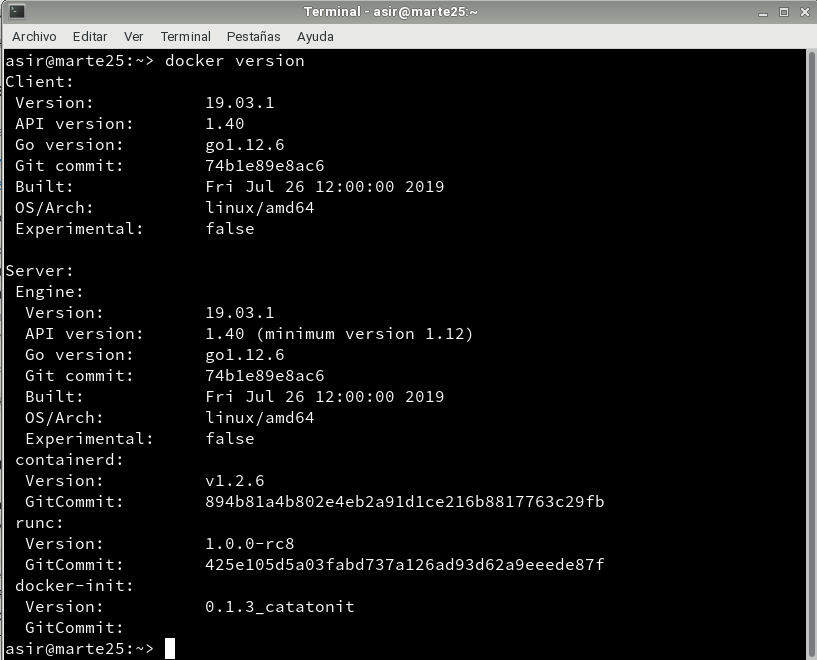 Terminal - asir@marte25:~
Archivo Editar Ver Terminal Pestañas Ayuda
asir@marte25:~> docker version
Client:
 Version:           19.03.1
 API version:       1.40
 Go version:        go1.12.6
 Git commit:        74b1e89e8ac6
 Built:             Fri Jul 26 12:00:00 2019
 OS/Arch:           linux/amd64
 Experimental:      false

Server:
 Engine:
  Version:          19.03.1
  API version:      1.40 (minimum version 1.12)
  Go version:       go1.12.6
  Git commit:       74b1e89e8ac6
  Built:            Fri Jul 26 12:00:00 2019
  OS/Arch:          linux/amd64
  Experimental:     false
 containerd:
  Version:          v1.2.6
  GitCommit:        894b81a4b802e4eb2a91d1ce216b8817763c29fb
 runc:
  Version:          1.0.0-rc8
  GitCommit:        425e105d5a03fabd737a126ad93d62a9eeede87f
 docker-init:
  Version:          0.1.3_catatonit
  GitCommit:
asir@marte25:~>